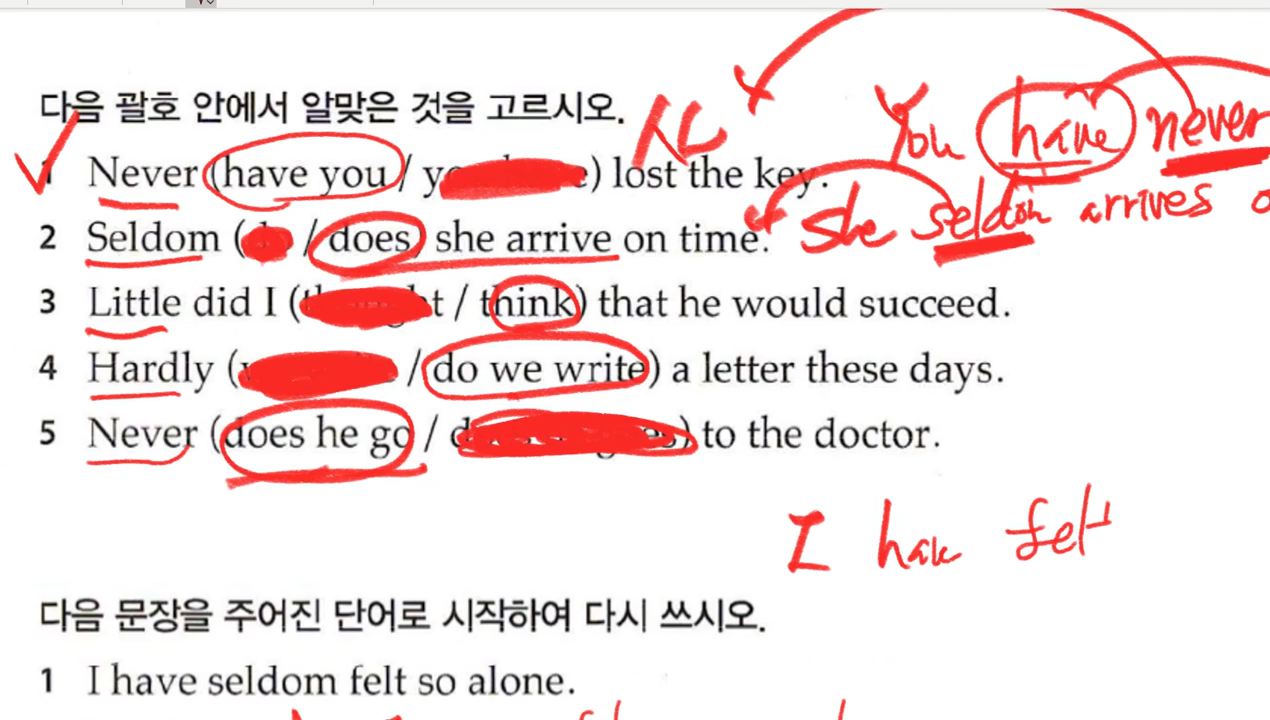 다음 괄호 안에서 알맞은 것을 고르시오.
You have never
1 Never (have you / y e) lost the key.
She seldom arrives
2 Seldom ( / does) she arrive on time.
3 Little did I (t t / think) that he would succeed.
4 Hardly ( / do we write) a letter these days.
5 Never (does he go / d es) to the doctor.
I have felt
다음 문장을 주어진 단어로 시작하여 다시 쓰시오.
1 I have seldom felt so alone.